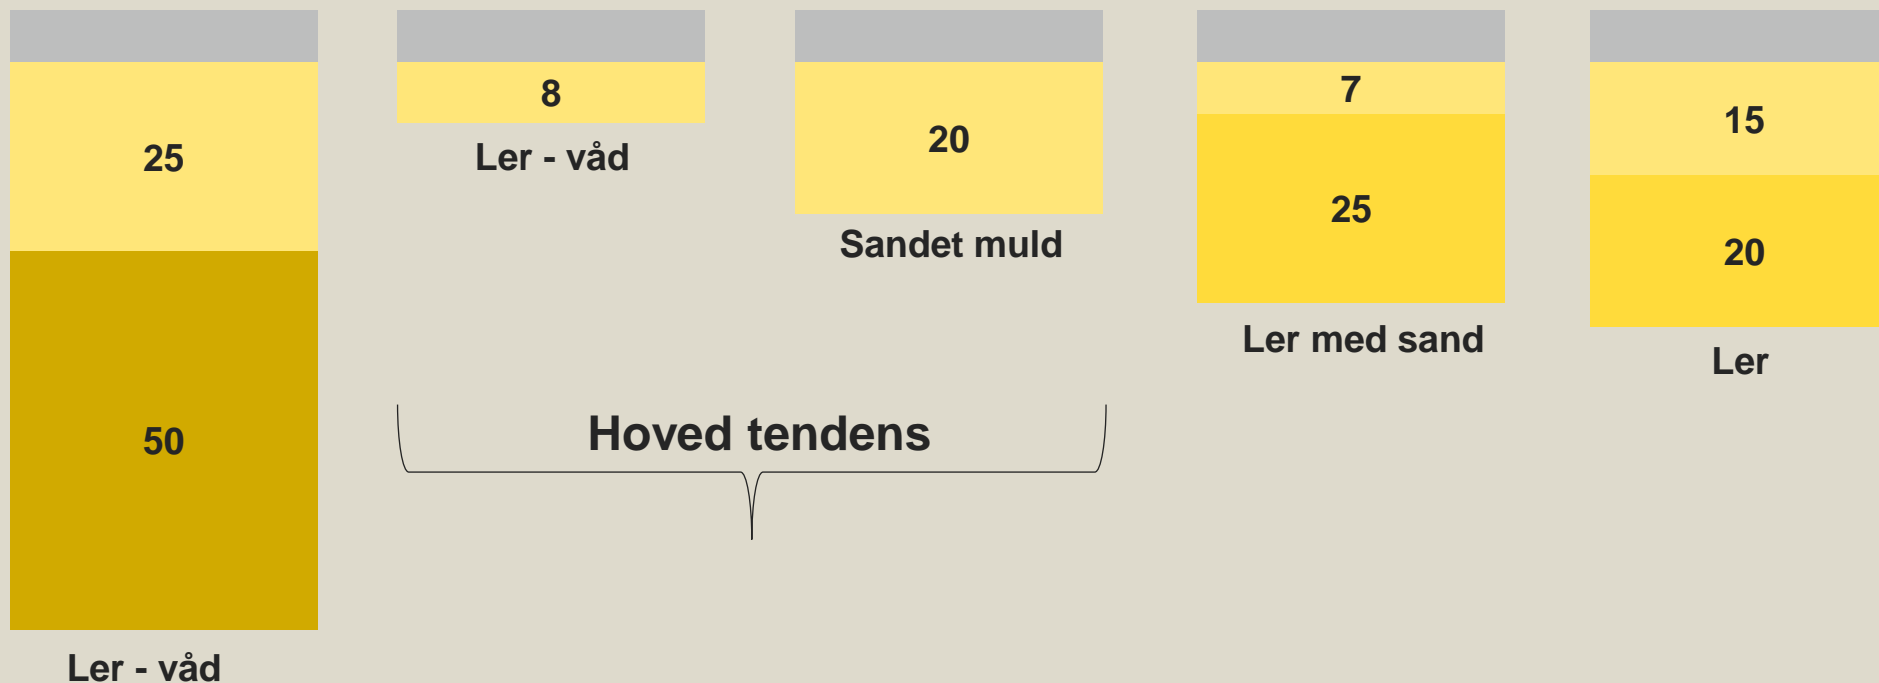 25
50
Ler - våd
8
Ler - våd
20
Sandet muld
7
25
Ler med sand
15
20
Ler
Hoved tendens